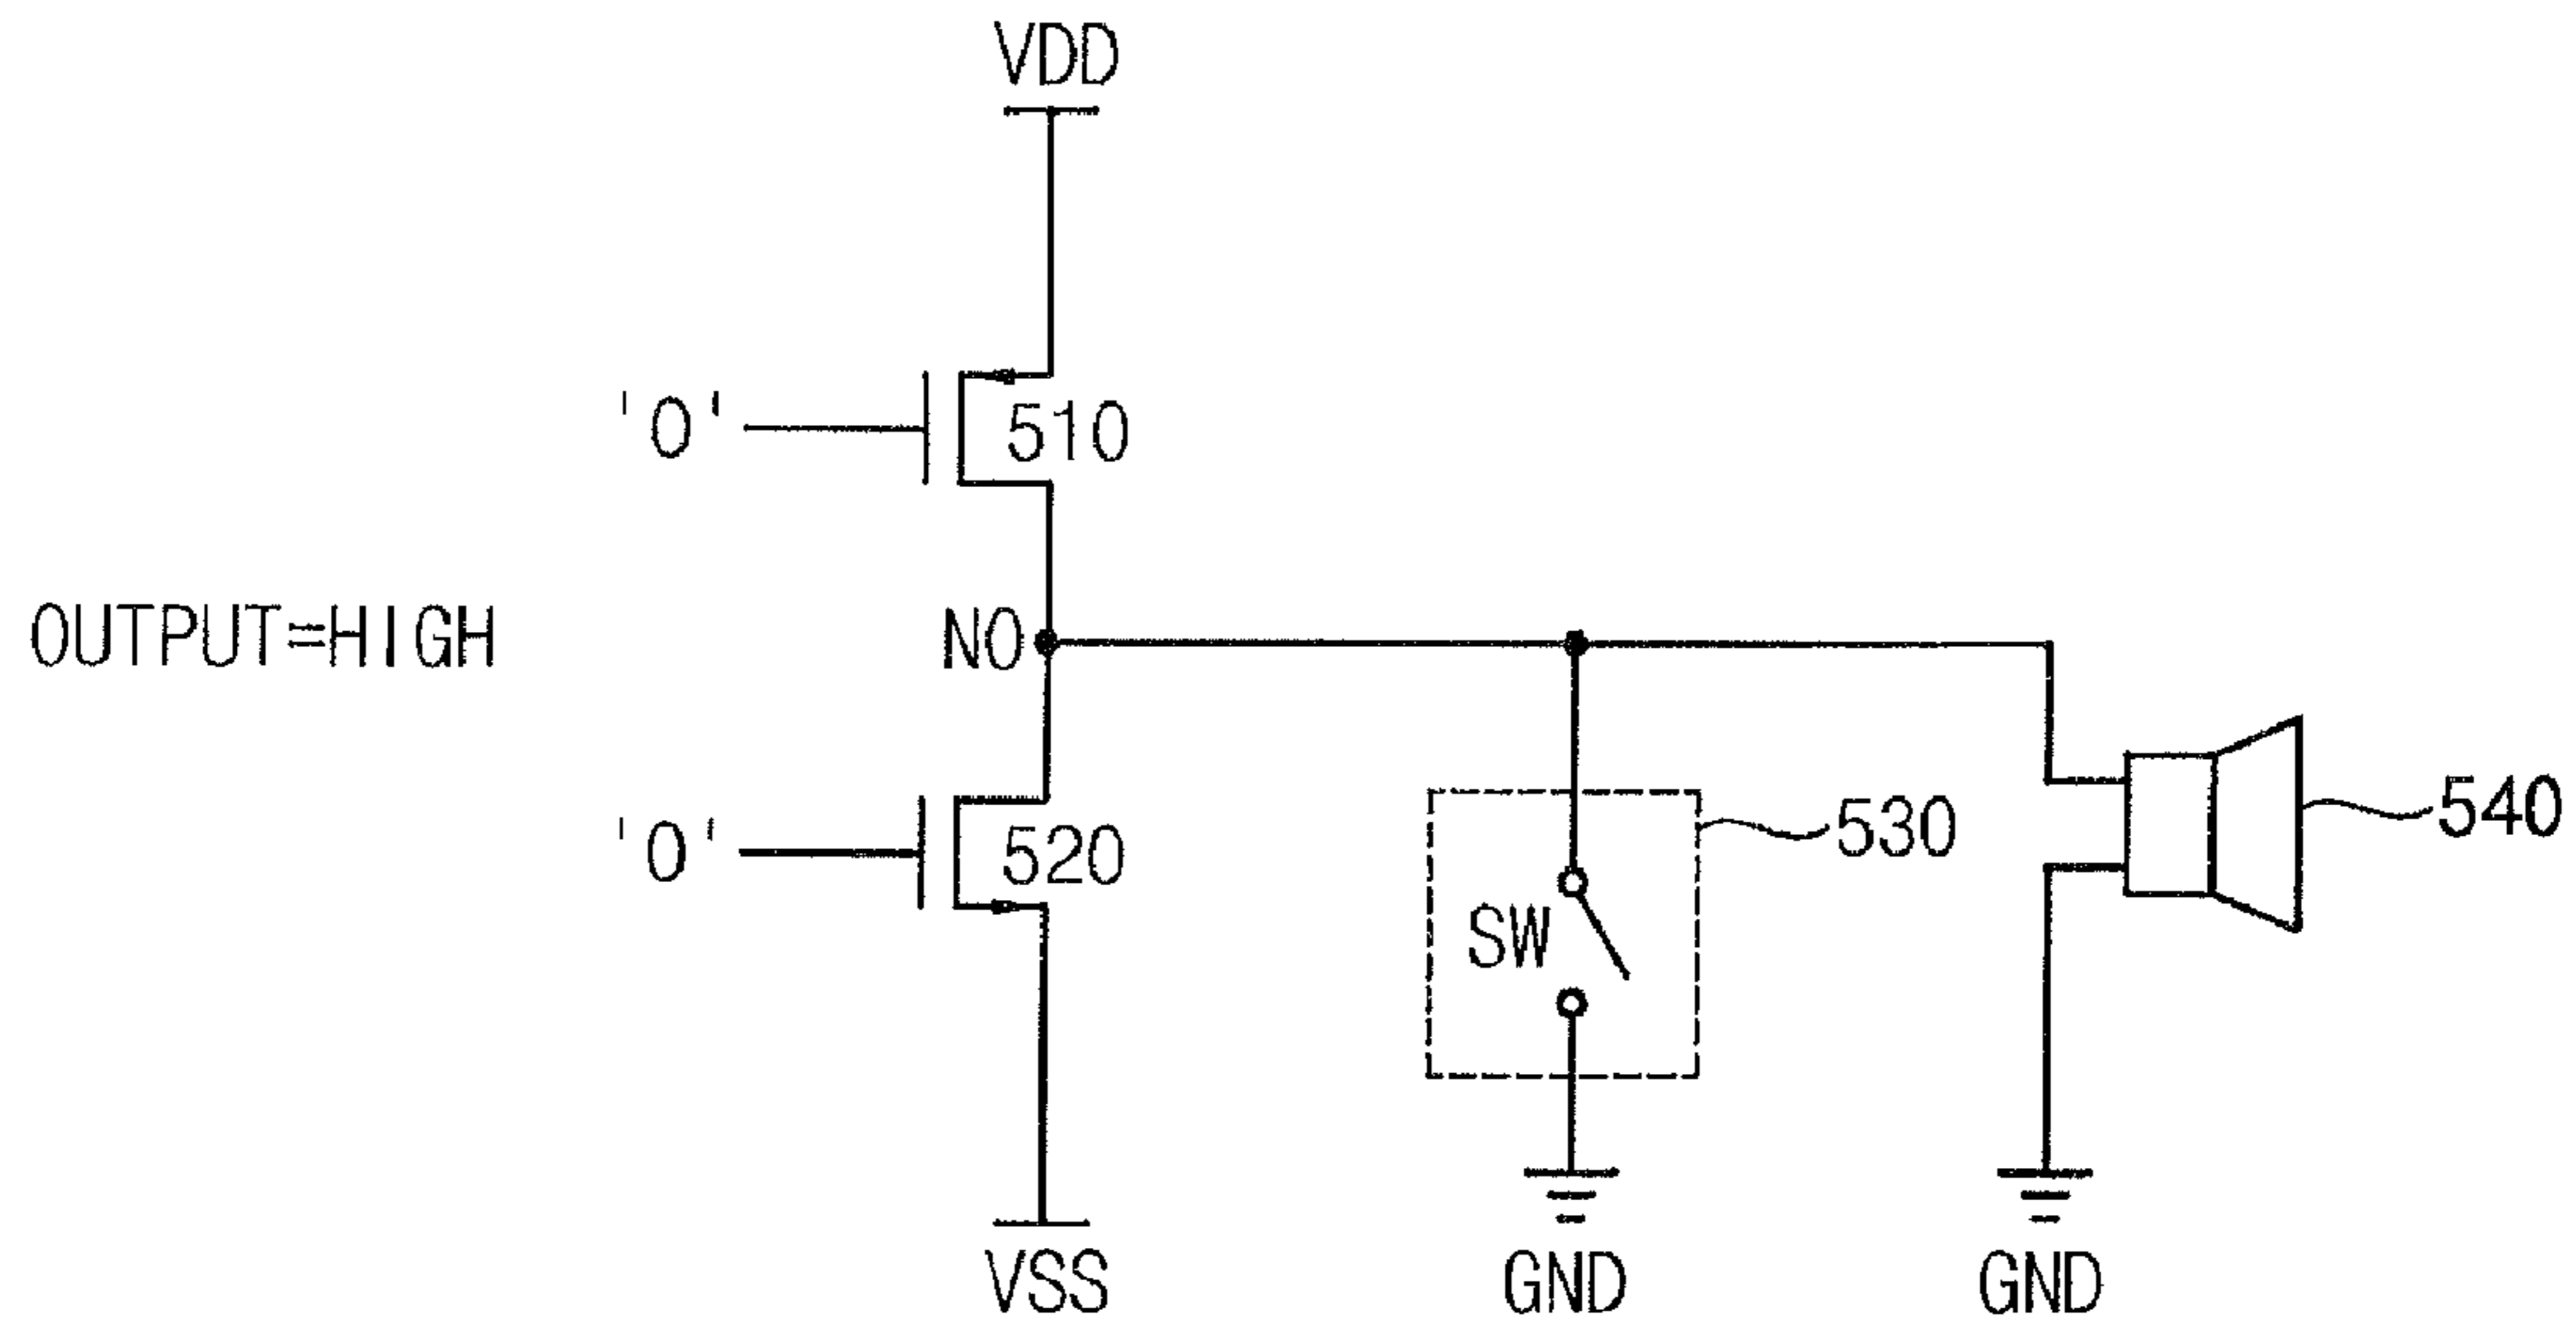 VDD
'0'
510
OUTPUT=HIGH
NO
'0'
520
530
540
SW
VSS
GND
GND